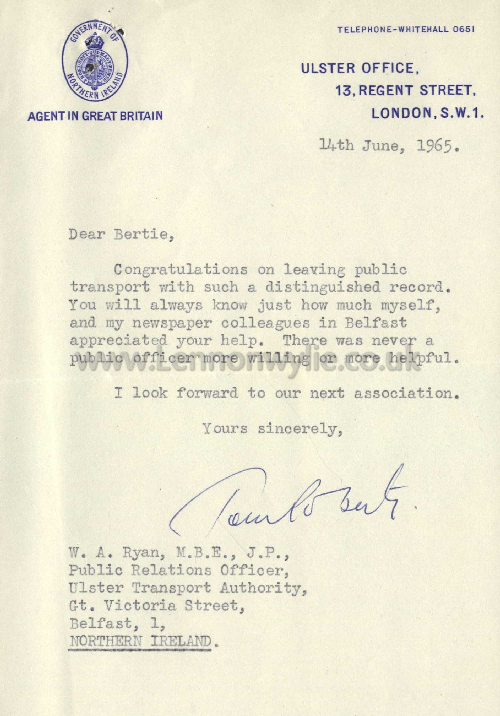 GOVERNMENT OF
NORTHERN IRELAND
AGENT IN GREAT BRITAIN
TELEPHONE-WHITEHALL 0651
ULSTER OFFICE,
13, REGENT STREET,
LONDON, S.W.1.
14th June, 1965.
Dear Bertie,
Congratulations on leaving public
transport with such a distinguished record.
You will always know just how much myself,
and my newspaper colleagues in Belfast
appreciated your help. There was never a
public officer more willing or more helpful.
www.Lennonwylie.co.uk
I look forward to our next association.
Yours sincerely,
W. A. Ryan, M.B.E., J.P.,
Public Relations Officer,
Ulster Transport Authority,
Gt. Victoria Street,
Belfast, 1,
NORTHERN IRELAND.